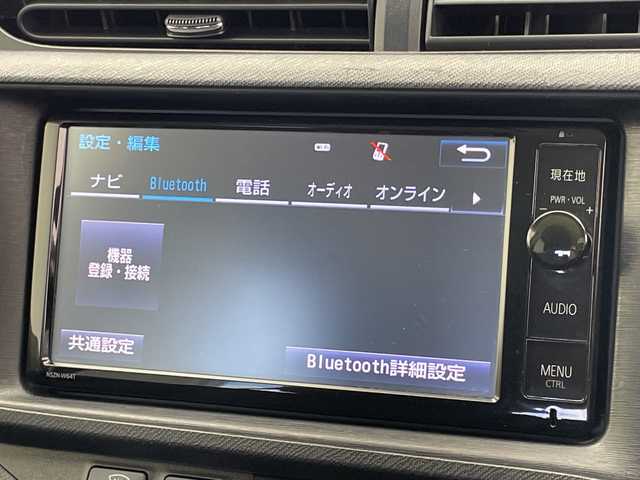 設定・編集
ナビ Bluetooth 電話 オーディオ オンライン
機器
登録・接続
共通設定
Bluetooth詳細設定
NSZN-W64T
現在地
PWR・VOL
− +
AUDIO
MENU
CTRL